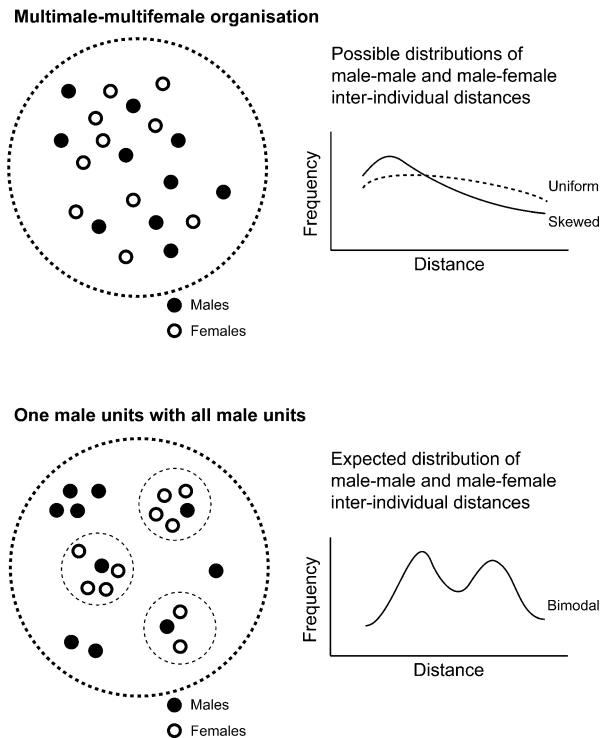 Multimale-multifemale organisation
Possible distributions of
male-male and male-female
inter-individual distances
Frequency
Uniform
Skewed
Distance
Males
Females
One male units with all male units
Expected distribution of
male-male and male-female
inter-individual distances
Frequency
Bimodal
Distance
Males
Females